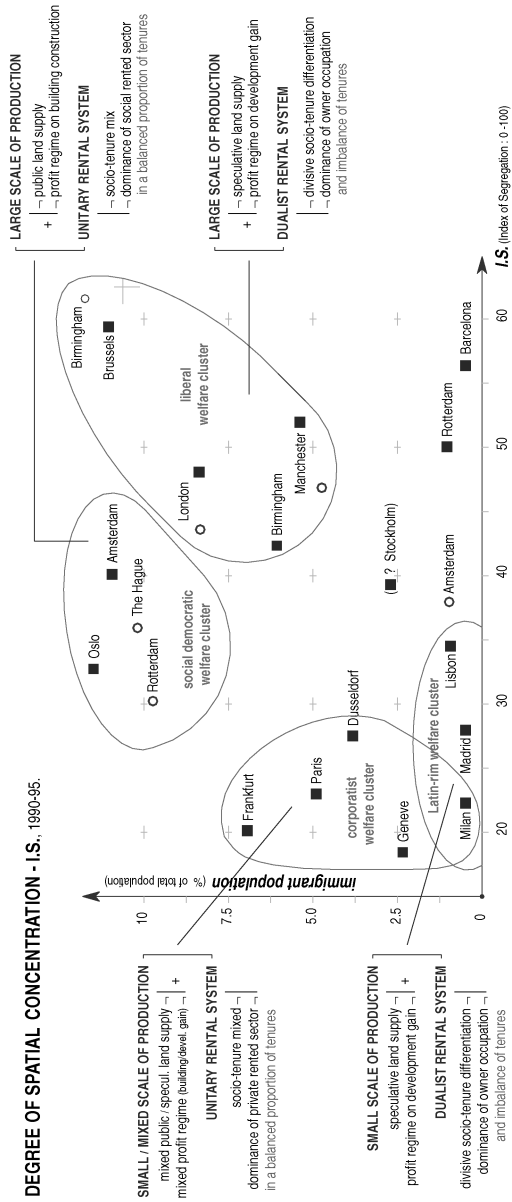 DEGREE OF SPATIAL CONCENTRATION - I.S., 1990-95.
SMALL / MIXED SCALE OF PRODUCTION
mixed public / specul. land supply ¬
mixed profit regime (building/devel. gain) ¬
+
UNITARY RENTAL SYSTEM
socio-tenure mixed ¬
dominance of private rented sector ¬
in a balanced proportion of tenures
SMALL SCALE OF PRODUCTION
speculative land supply ¬
profit regime on development gain ¬
+
DUALIST RENTAL SYSTEM
divisive socio-tenure differentiation ¬
dominance of owner occupation ¬
and imbalance of tenures
immigrant population (% of total population)
10
7.5
5.0
2.5
0
Oslo
Amsterdam
The Hague
Rotterdam
social democratic
welfare cluster
Birmingham
Brussels
London
liberal
welfare cluster
Birmingham
Manchester
Frankfurt
Paris
Dusseldorf
corporatist
welfare cluster
Geneve
( ? Stockholm)
Latin-rim welfare cluster
Milan
Madrid
Lisbon
Amsterdam
Rotterdam
Barcelona
20
30
40
50
60
I.S. (Index of Segregation : 0 -100)
LARGE SCALE OF PRODUCTION
¬ public land supply
+
¬ profit regime on building construction
UNITARY RENTAL SYSTEM
¬ socio-tenure mix
¬ dominance of social rented sector
in a balanced proportion of tenures
LARGE SCALE OF PRODUCTION
¬ speculative land supply
+
¬ profit regime on development gain
DUALIST RENTAL SYSTEM
¬ divisive socio-tenure differentiation
¬ dominance of owner occupation
and imbalance of tenures